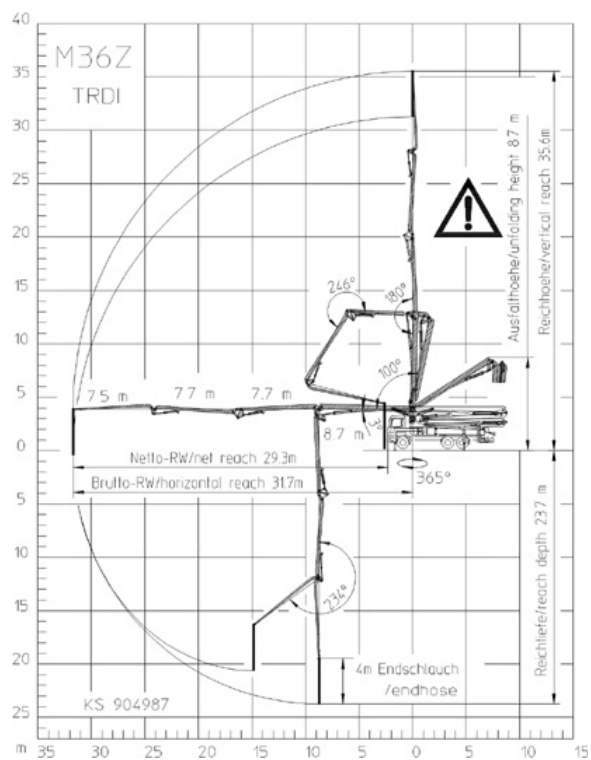 40
35
30
25
20
15
10
5
0
5
10
15
20
25
m
M36Z
TRDI
246°
180°
100°
Ausfalthoehe/unfolding height 8.7 m
Reichhoehe/vertical reach 35.6m
7.5 m
7.7 m
7.7 m
8.7 m
Netto-RW/net reach 29.3m
Brutto-RW/horizontal reach 31.7m
365°
234°
Reichtiefe/reach depth 23.7 m
4m Endschlauch
/endhose
KS 904987
35 30 25 20 15 10 5 0 5 10 15